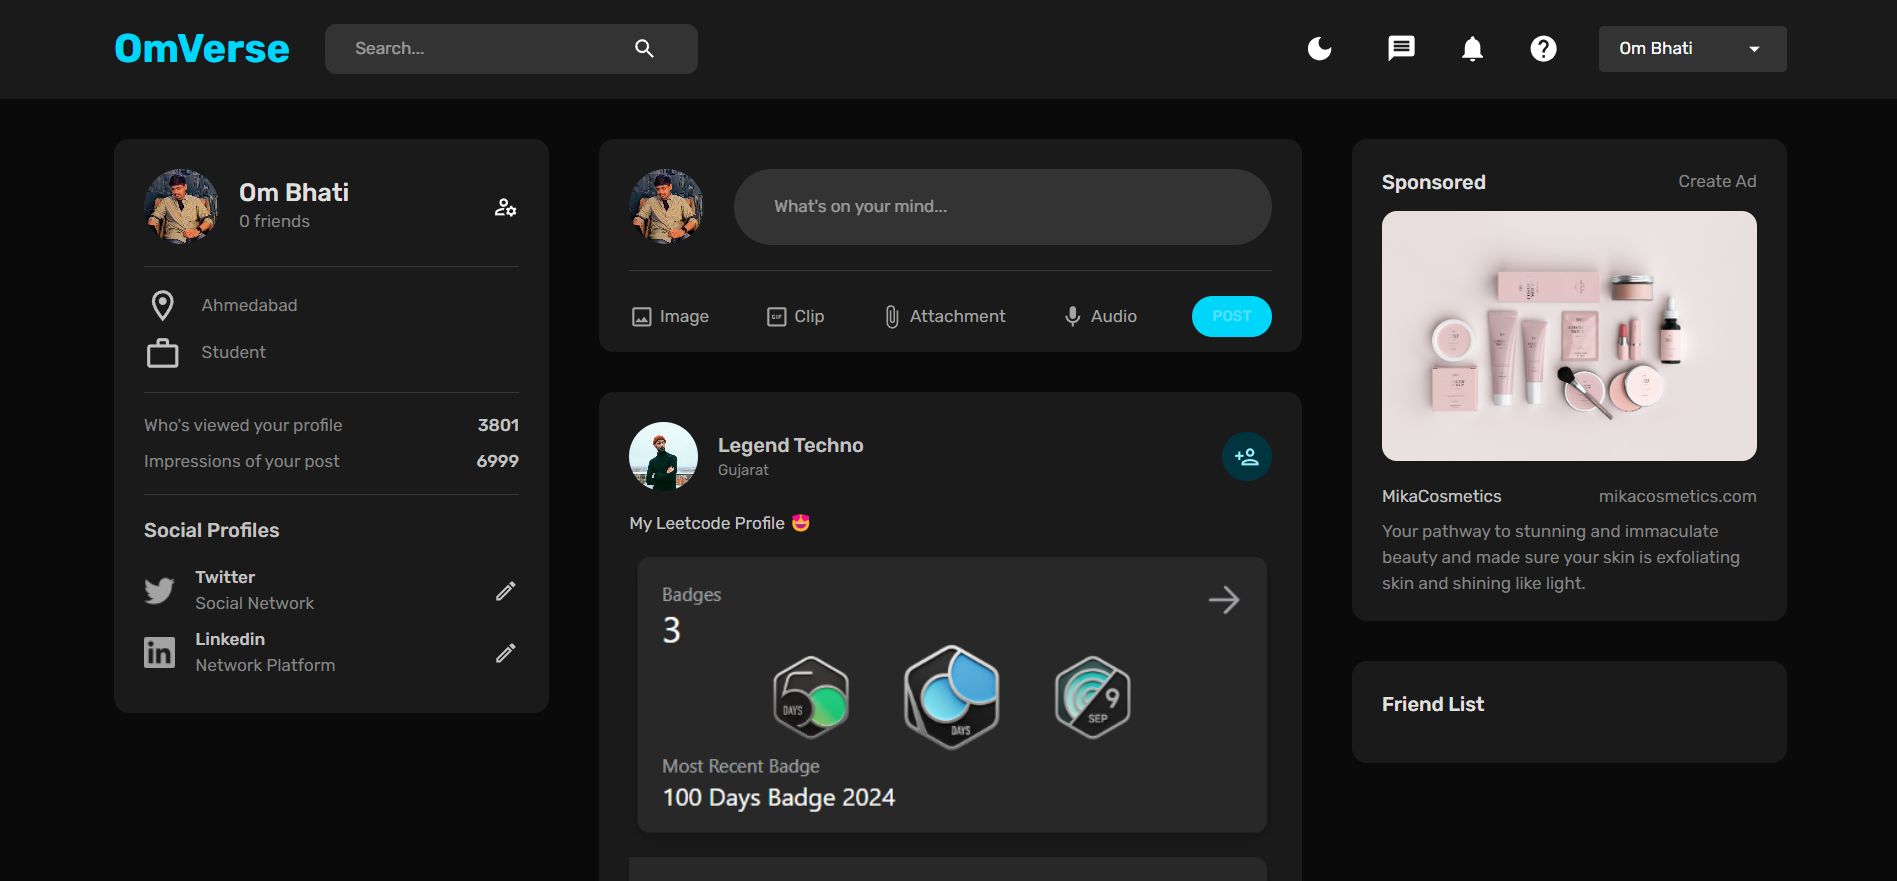 OmVerse
Search...
Om Bhati
Om Bhati
0 friends
Ahmedabad
Student
Who's viewed your profile 3801
Impressions of your post 6999
Social Profiles
Twitter
Social Network
Linkedin
Network Platform
What's on your mind...
Image Clip Attachment Audio POST
Legend Techno
Gujarat
My Leetcode Profile 😍
Badges
3
DAYS
DAYS
9
SEP
Most Recent Badge
100 Days Badge 2024
Sponsored Create Ad
MikaCosmetics mikacosmetics.com
Your pathway to stunning and immaculate
beauty and made sure your skin is exfoliating
skin and shining like light.
Friend List